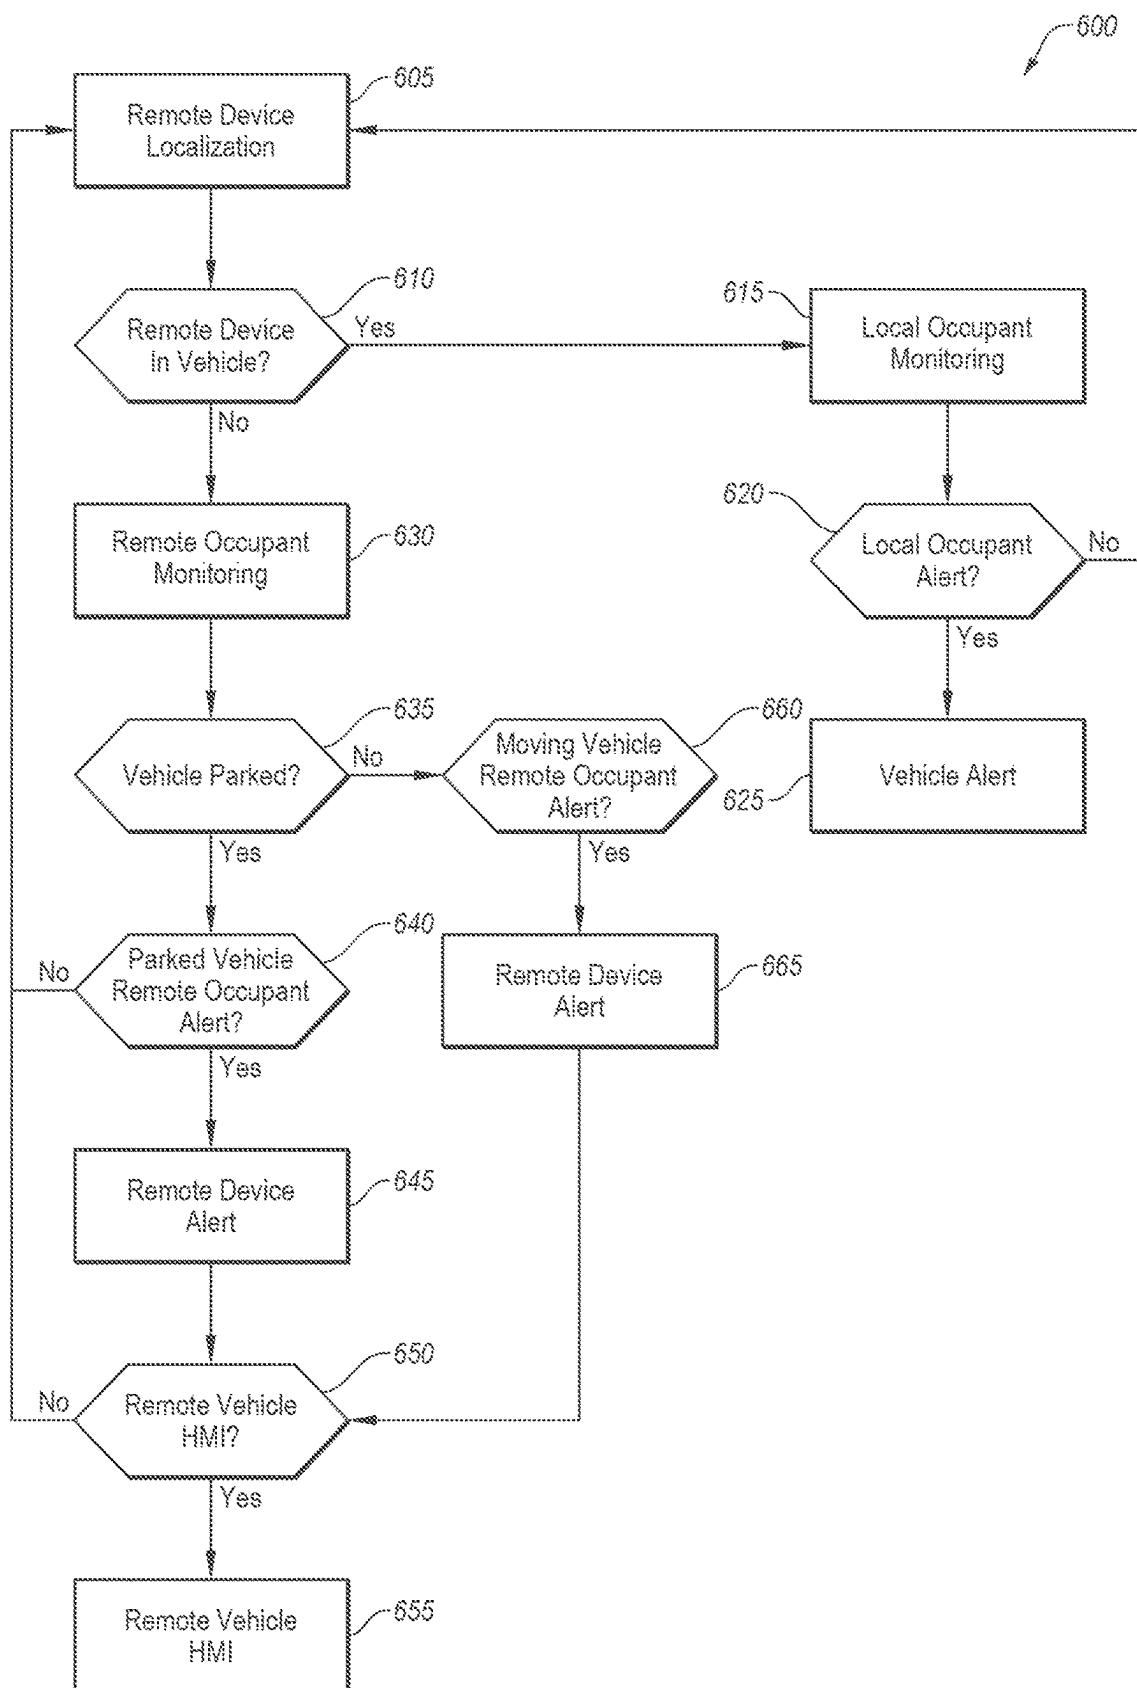 600
605
Remote Device
Localization
610
Remote Device
In Vehicle?
Yes
No
615
Local Occupant
Monitoring
620
Local Occupant
Alert?
No
Yes
625
Vehicle Alert
630
Remote Occupant
Monitoring
635
Vehicle Parked?
No
Yes
660
Moving Vehicle
Remote Occupant
Alert?
Yes
640
Parked Vehicle
Remote Occupant
Alert?
No
Yes
665
Remote Device
Alert
645
Remote Device
Alert
650
Remote Vehicle
HMI?
No
Yes
655
Remote Vehicle
HMI